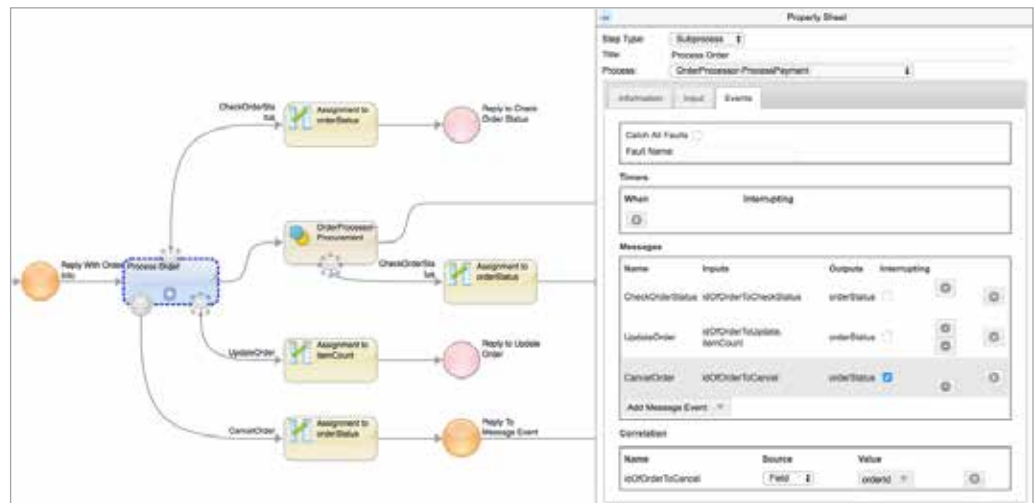 CheckOrderSta
tus
Assignment to
orderStatus
Reply to Check
Order Status
Reply With Order
Info
Process Order
OrderProcessor-
Procurement
CheckOrderSta
tus
Assignment to
orderStatus
UpdateOrder
Assignment to
itemCount
Reply to Update
Order
CancelOrder
Assignment to
orderStatus
Reply To
Message Event
Property Sheet
Step Type: Subprocess
Title: Process Order
Process: OrderProcessor-ProcessPayment
Information Input Events
Catch All Faults
Fault Name
Timers
When Interrupting
Messages
Name Inputs Outputs Interrupting
CheckOrderStatus idOfOrderToCheckStatus orderStatus
UpdateOrder idOfOrderToUpdate, itemCount orderStatus
CancelOrder idOfOrderToCancel orderStatus
Add Message Event
Correlation
Name Source Value
idOfOrderToCancel Field orderId